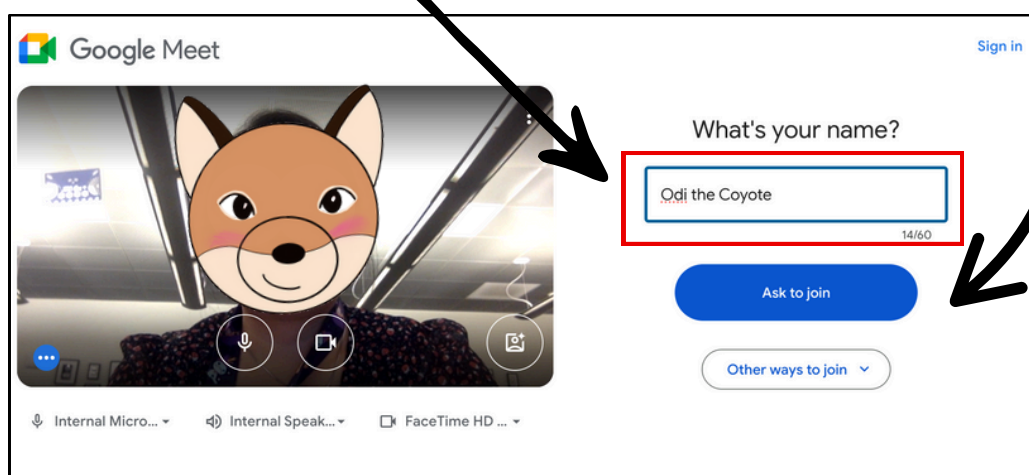 Google Meet
Sign in
What's your name?
Odi the Coyote
14/60
Ask to join
Other ways to join
Internal Micro...
Internal Speak...
FaceTime HD ...